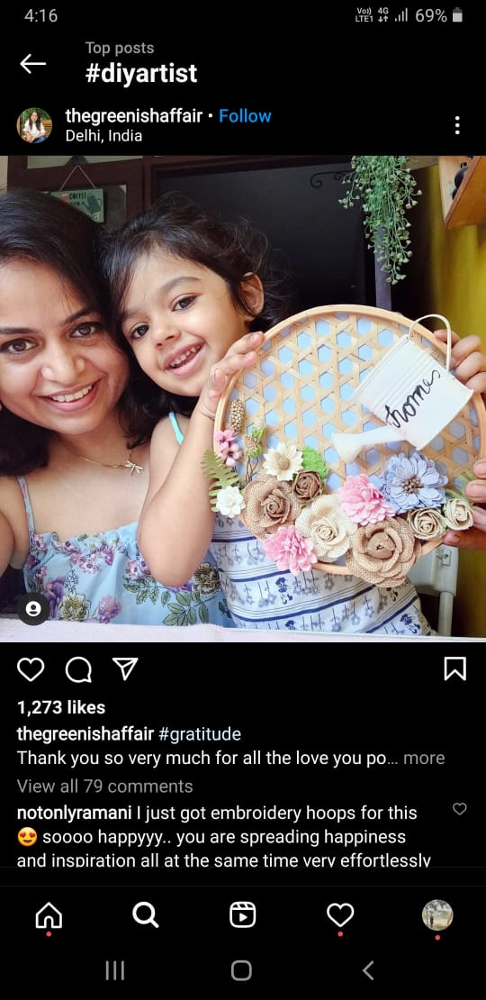 4:16
Vo)) 4G 69%
LTE1
Top posts
#diyartist
thegreenishaffair • Follow
Delhi, India
COFFEE
home
1,273 likes
thegreenishaffair #gratitude
Thank you so very much for all the love you po... more
View all 79 comments
notonlyramani I just got embroidery hoops for this
😍 soooo happyyy.. you are spreading happiness
and inspiration all at the same time very effortlessly